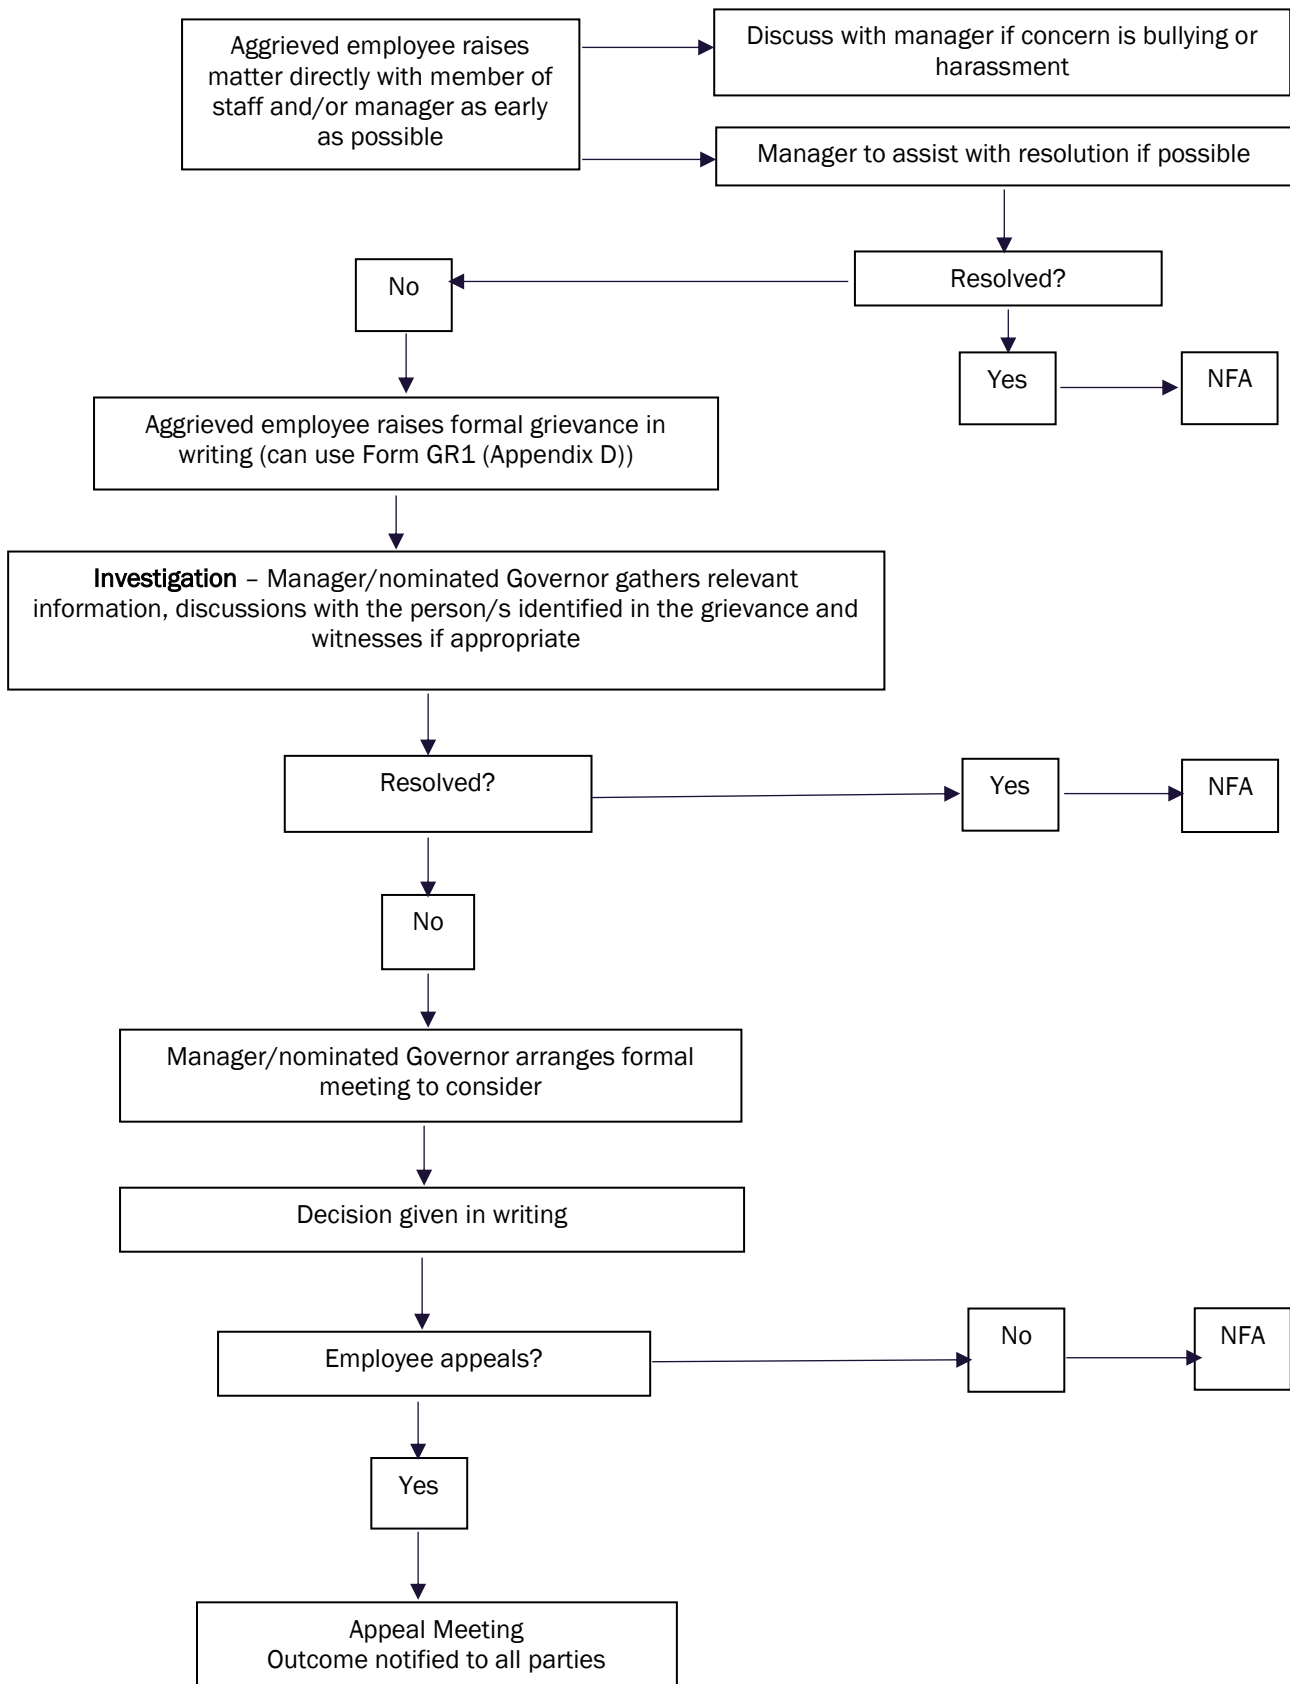 Aggrieved employee raises
matter directly with member of
staff and/or manager as early
as possible
Discuss with manager if concern is bullying or
harassment
Manager to assist with resolution if possible
Resolved?
No
Yes
NFA
Aggrieved employee raises formal grievance in
writing (can use Form GR1 (Appendix D))
Investigation – Manager/nominated Governor gathers relevant
information, discussions with the person/s identified in the grievance and
witnesses if appropriate
Resolved?
Yes
NFA
No
Manager/nominated Governor arranges formal
meeting to consider
Decision given in writing
Employee appeals?
No
NFA
Yes
Appeal Meeting
Outcome notified to all parties